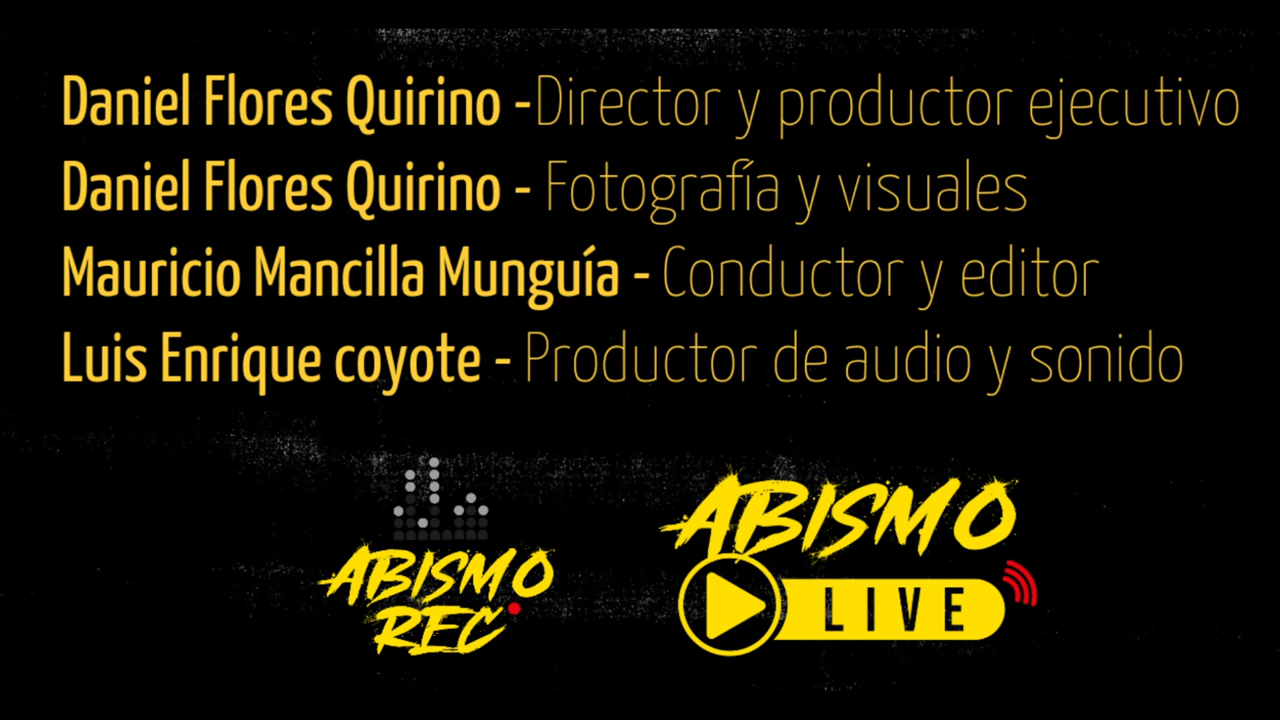 Daniel Flores Quirino -Director y productor ejecutivo
Daniel Flores Quirino - Fotografía y visuales
Mauricio Mancilla Munguía - Conductor y editor
Luis Enrique coyote - Productor de audio y sonido
ABISMO
REC
ABISMO
LIVE